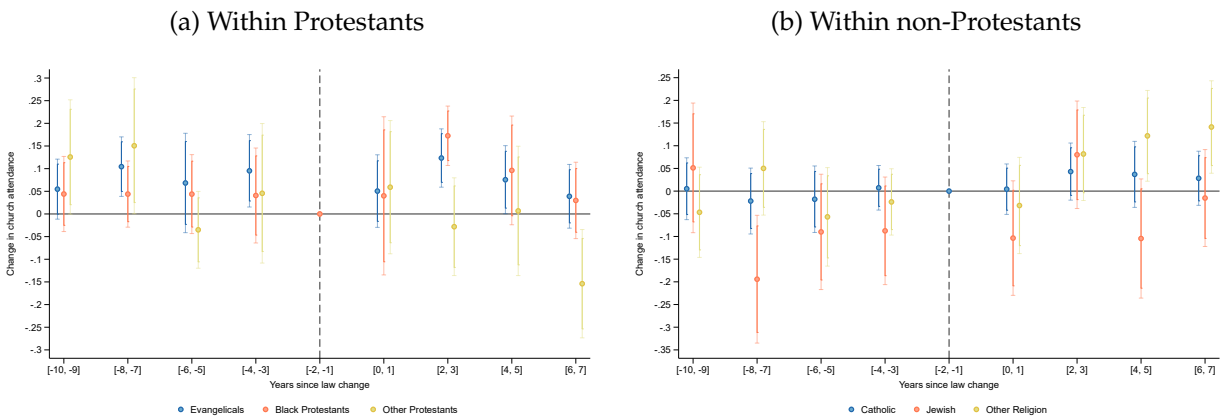 (a) Within Protestants
Change in church attendance
.3
.25
.2
.15
.1
.05
0
-.05
-.1
-.15
-.2
-.25
-.3
[-10, -9] [-8, -7] [-6, -5] [-4, -3] [-2, -1] [0, 1] [2, 3] [4, 5] [6, 7]
Years since law change
Evangelicals Black Protestants Other Protestants
(b) Within non-Protestants
Change in church attendance
.25
.2
.15
.1
.05
0
-.05
-.1
-.15
-.2
-.25
-.3
-.35
[-10, -9] [-8, -7] [-6, -5] [-4, -3] [-2, -1] [0, 1] [2, 3] [4, 5] [6, 7]
Years since law change
Catholic Jewish Other Religion